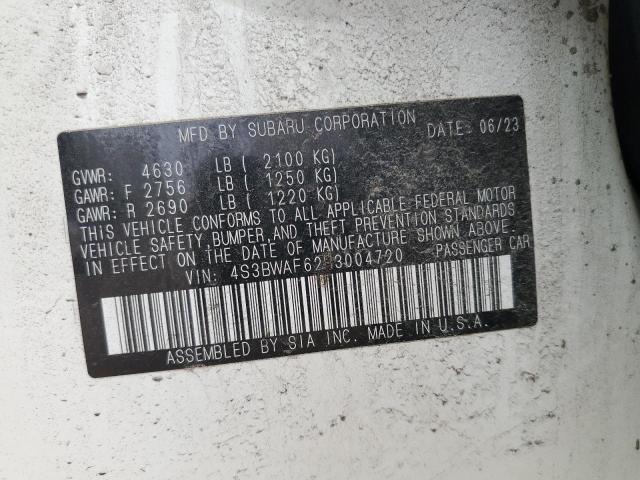 MFD BY SUBARU CORPORATION DATE: 06/23
GVWR: 4630 LB ( 2100 KG)
GAWR: F 2756 LB ( 1250 KG)
GAWR: R 2690 LB ( 1220 KG)
THIS VEHICLE CONFORMS TO ALL APPLICABLE FEDERAL MOTOR
VEHICLE SAFETY, BUMPER, AND THEFT PREVENTION STANDARDS
IN EFFECT ON THE DATE OF MANUFACTURE SHOWN ABOVE.
VIN: PASSENGER CAR
ASSEMBLED BY SIA INC. MADE IN U.S.A.